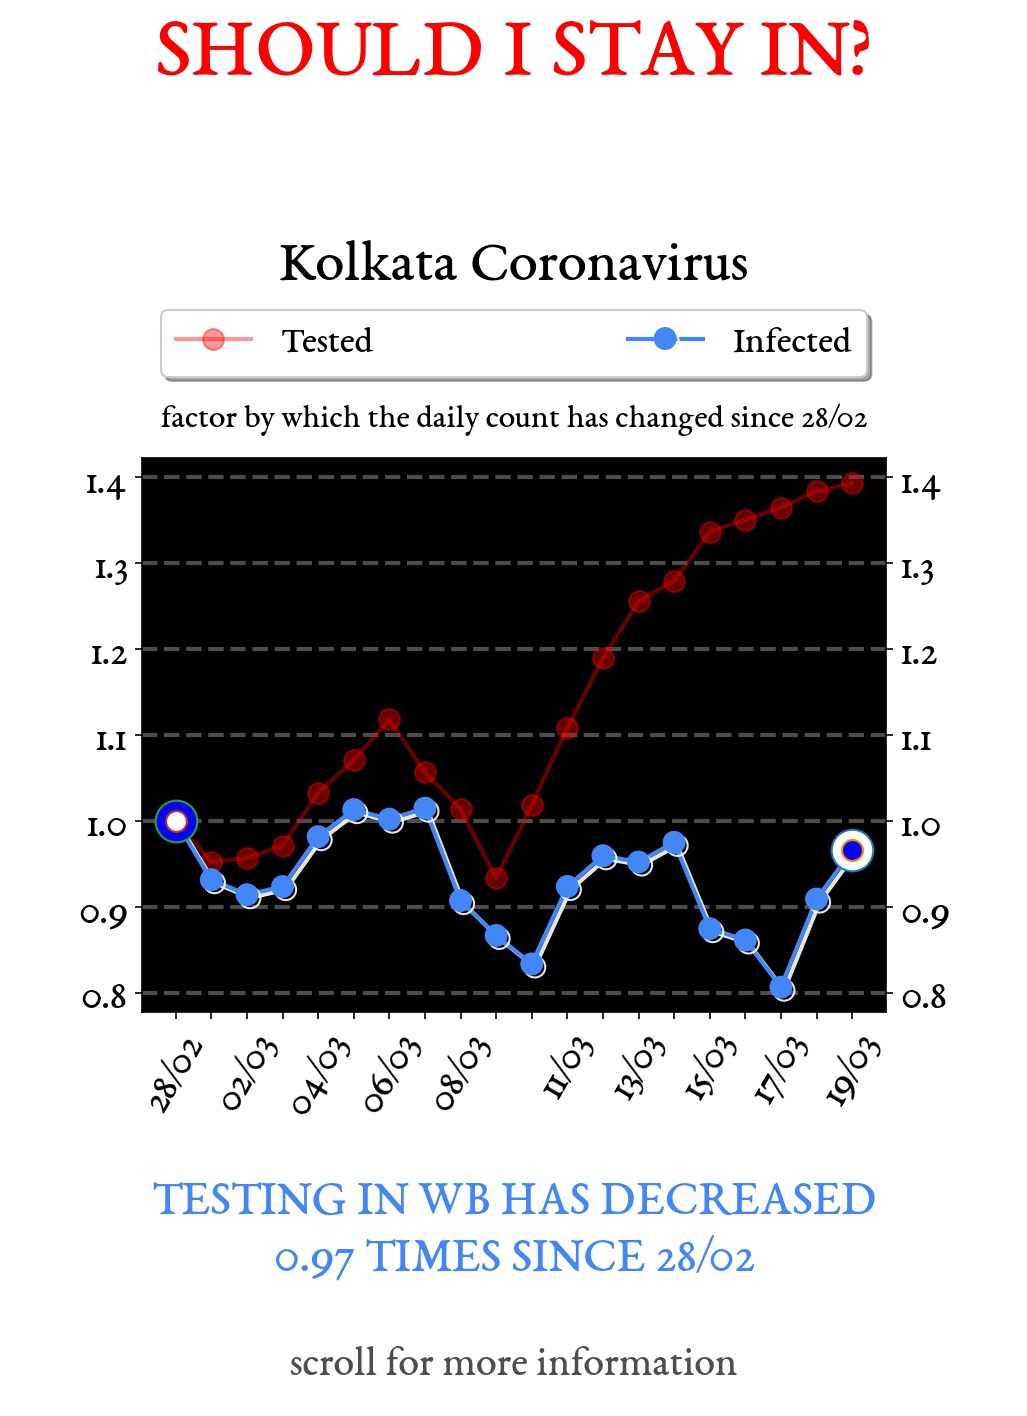 SHOULD I STAY IN?
Kolkata Coronavirus
Tested Infected
factor by which the daily count has changed since 28/02
1.4 1.4
1.3 1.3
1.2 1.2
1.1 1.1
1.0 1.0
0.9 0.9
0.8 0.8
28/02 02/03 04/03 06/03 08/03 11/03 13/03 15/03 17/03 19/03
TESTING IN WB HAS DECREASED
0.97 TIMES SINCE 28/02
scroll for more information